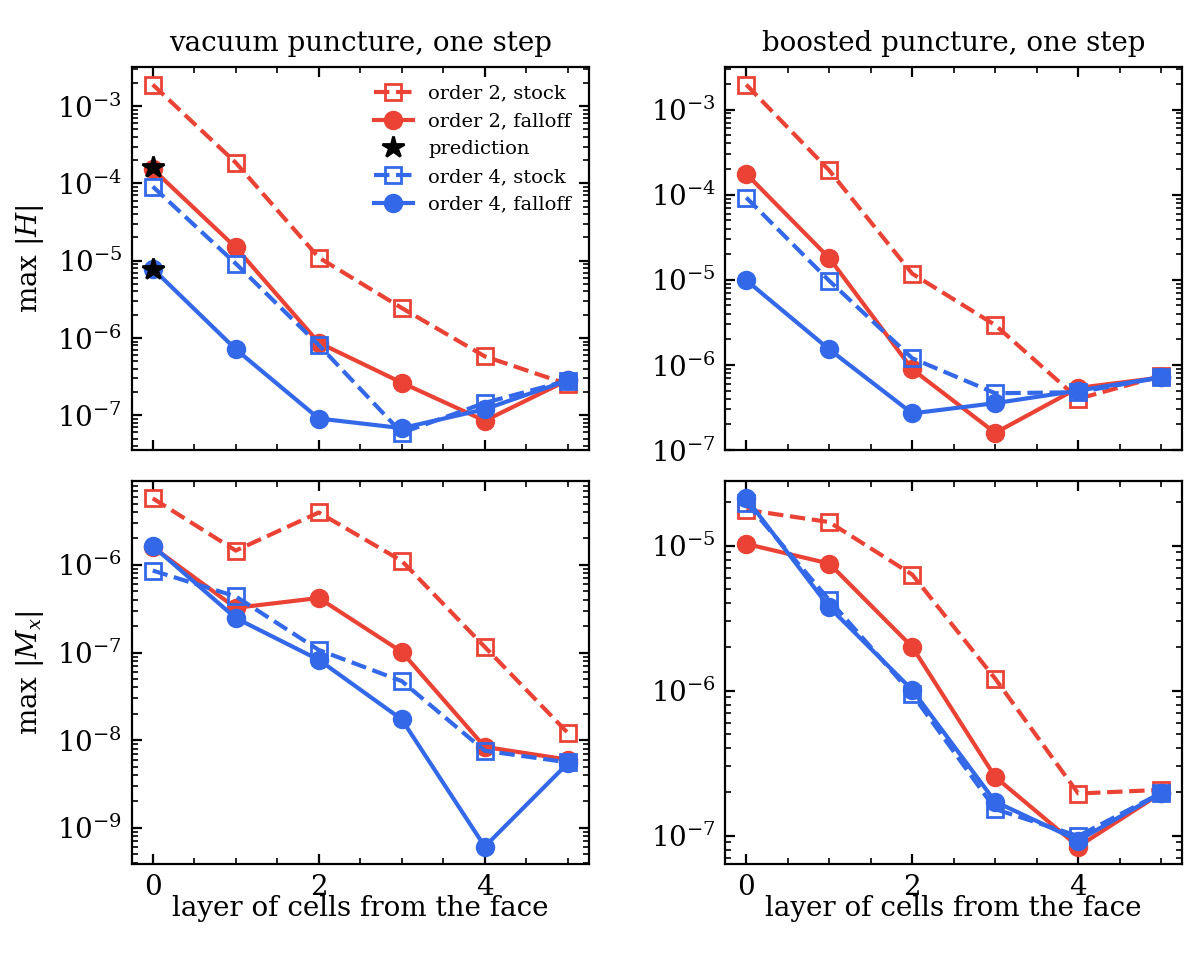 vacuum puncture, one step
boosted puncture, one step
order 2, stock
order 2, falloff
prediction
order 4, stock
order 4, falloff
max |H|
10⁻³
10⁻⁴
10⁻⁵
10⁻⁶
10⁻⁷
10⁻³
10⁻⁴
10⁻⁵
10⁻⁶
10⁻⁷
max |Mₓ|
10⁻⁶
10⁻⁷
10⁻⁸
10⁻⁹
10⁻⁵
10⁻⁶
10⁻⁷
0 2 4
0 2 4
layer of cells from the face
layer of cells from the face